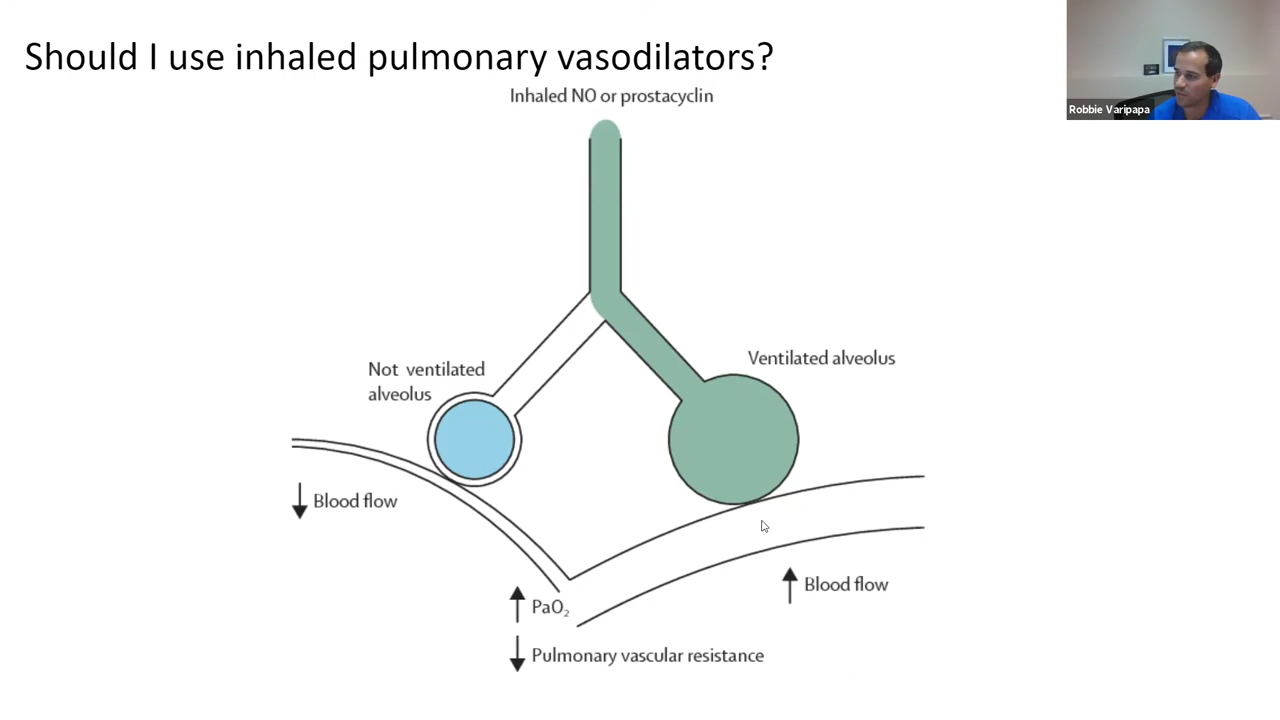 Should I use inhaled pulmonary vasodilators?
Robbie Varipapa
Inhaled NO or prostacyclin
Not ventilated
alveolus
Ventilated alveolus
↓ Blood flow
↑ Blood flow
↑ PaO₂
↓ Pulmonary vascular resistance